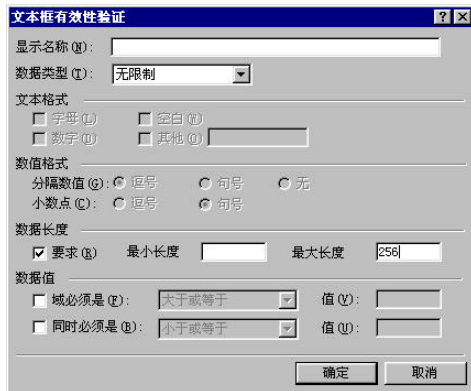 文本框有效性验证
显示名称(N):
数据类型(T): 无限制
文本格式
字母(L) 空白(W)
数字(D) 其他(O)
数值格式
分隔数值(G): 逗号 句号 无
小数点(C): 逗号 句号
数据长度
要求(R) 最小长度 最大长度 256
数据值
域必须是(F): 大于或等于 值(V):
同时必须是(B): 小于或等于 值(U):
确定 取消